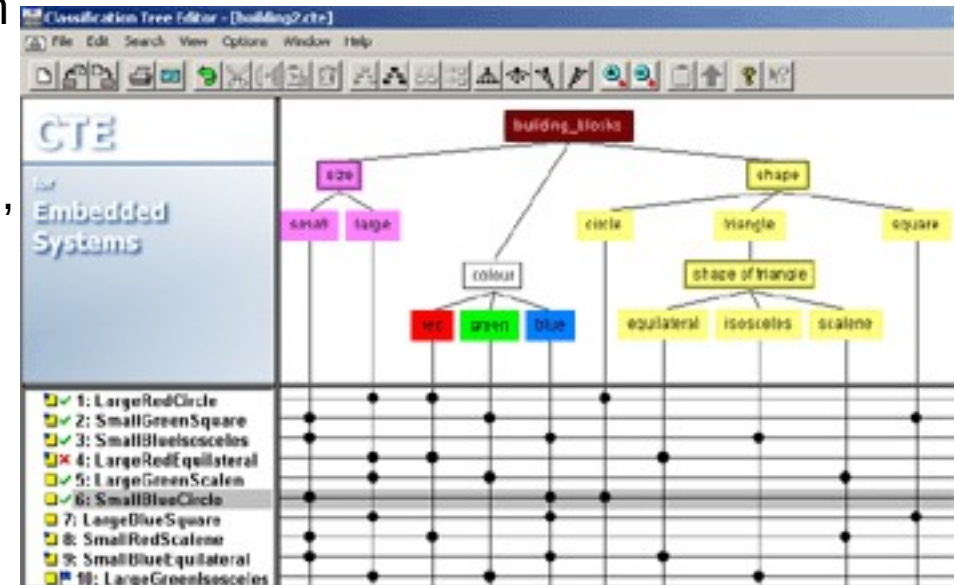 n
Classification Tree Editor - [building2.cte]
File Edit Search View Options Window Help
CTE
for
Embedded
Systems
,
building_blocks
size
shape
small large
circle triangle square
colour
shape of triangle
red green blue
equilateral isosceles scalene
1: LargeRedCircle
2: SmallGreenSquare
3: SmallBlueIsosceles
4: LargeRedEquilateral
5: LargeGreenScalen
6: SmallBlueCircle
7: LargeBlueSquare
8: SmallRedScalene
9: SmallBlueEquilateral
10: LargeGreenIsosceles